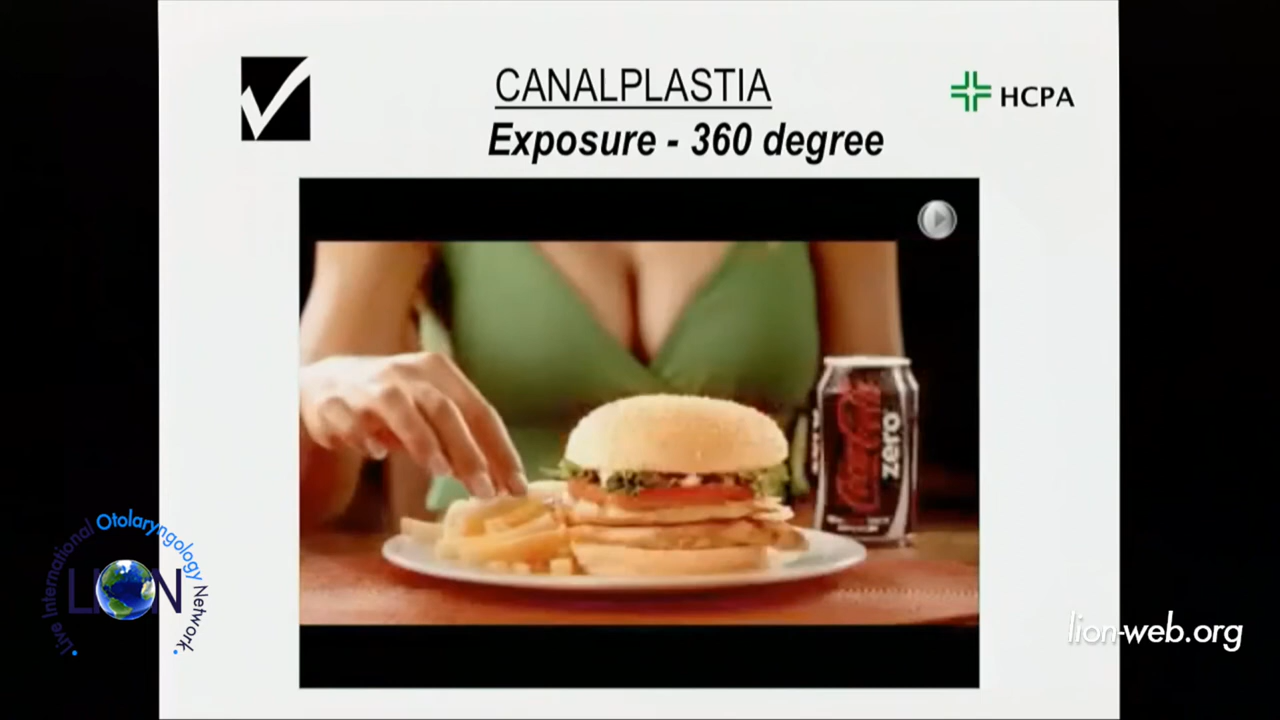 CANALPLASTIA
Exposure - 360 degree
HCPA
Coca-Cola
zero
Live International Otolaryngology Network
LION
lion-web.org